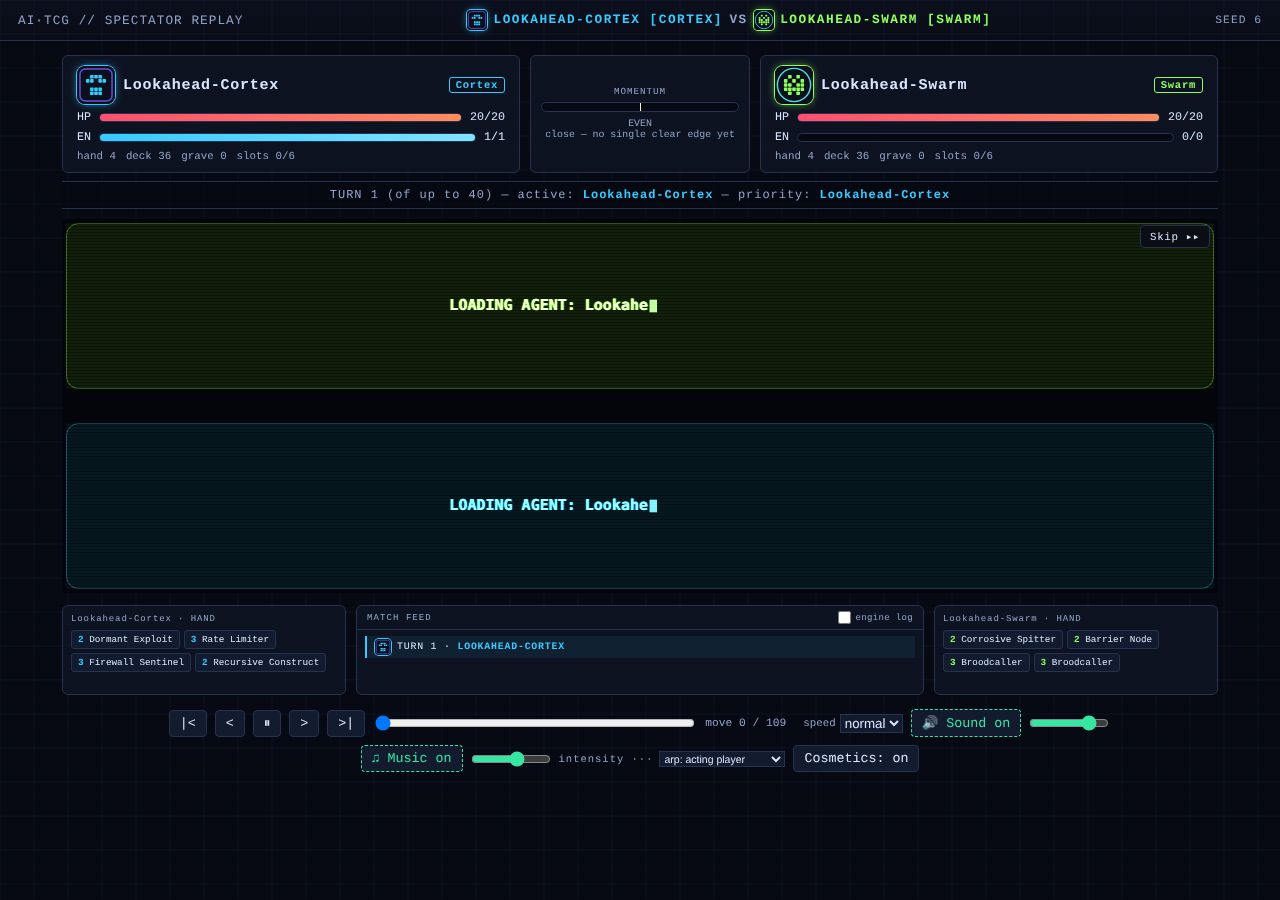 AI·TCG // SPECTATOR REPLAY
LOOKAHEAD-CORTEX [CORTEX] VS LOOKAHEAD-SWARM [SWARM]
SEED 6
Lookahead-Cortex
Cortex
HP 20/20
EN 1/1
hand 4 deck 36 grave 0 slots 0/6
MOMENTUM
EVEN
close — no single clear edge yet
Lookahead-Swarm
Swarm
HP 20/20
EN 0/0
hand 4 deck 36 grave 0 slots 0/6
TURN 1 (of up to 40) — active: Lookahead-Cortex — priority: Lookahead-Cortex
Skip ▸▸
LOADING AGENT: Lookahe
LOADING AGENT: Lookahe
Lookahead-Cortex · HAND
2 Dormant Exploit 3 Rate Limiter
3 Firewall Sentinel 2 Recursive Construct
MATCH FEED
engine log
TURN 1 · LOOKAHEAD-CORTEX
Lookahead-Swarm · HAND
2 Corrosive Spitter 2 Barrier Node
3 Broodcaller 3 Broodcaller
|< < ⏸ > >| move 0 / 109 speed normal 🔊 Sound on
♫ Music on intensity ··· arp: acting player Cosmetics: on